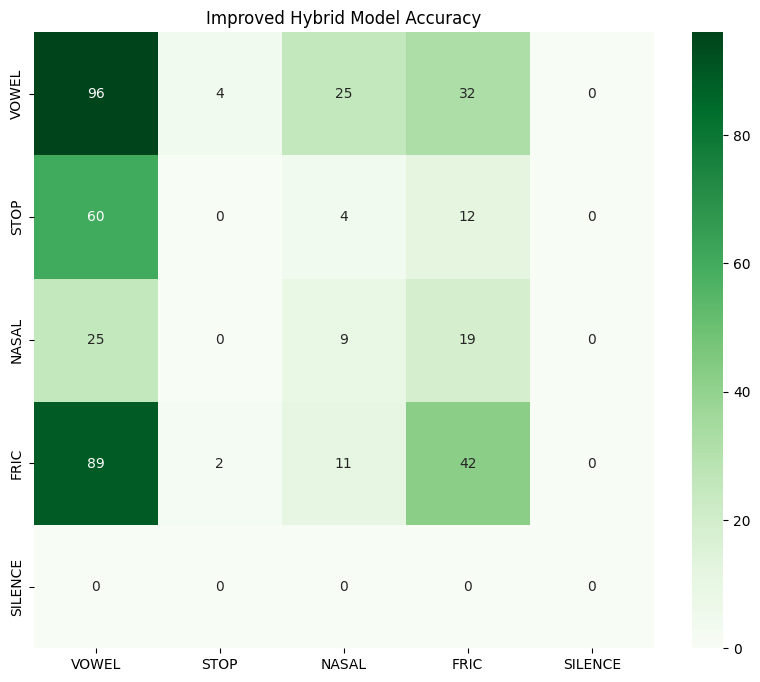 Improved Hybrid Model Accuracy
VOWEL 96 4 25 32 0
STOP 60 0 4 12 0
NASAL 25 0 9 19 0
FRIC 89 2 11 42 0
SILENCE 0 0 0 0 0
VOWEL STOP NASAL FRIC SILENCE
80
60
40
20
0